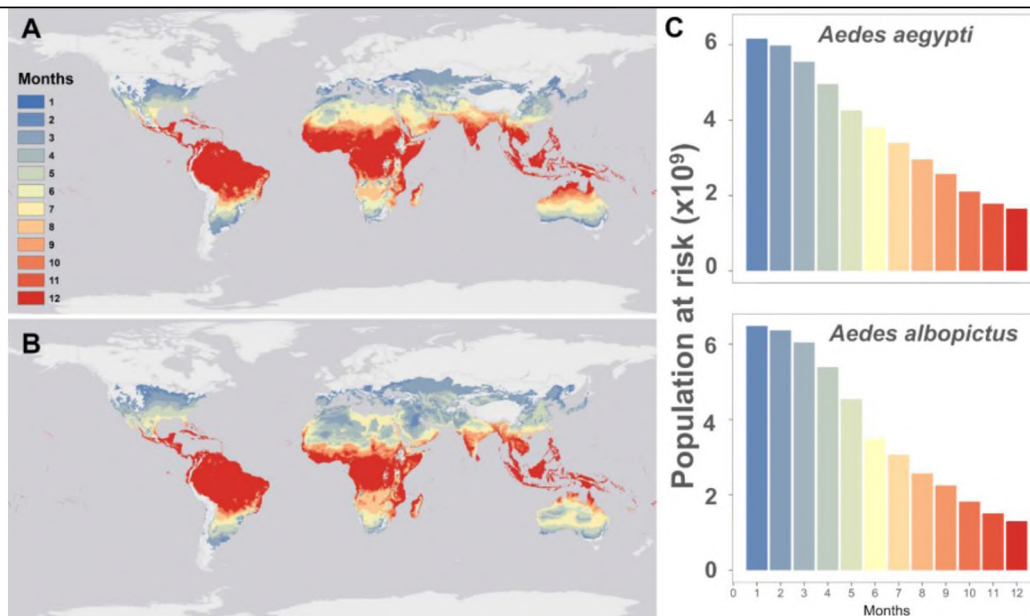 A
Months
1
2
3
4
5
6
7
8
9
10
11
12
B
C
Population at risk (x10⁹)
Aedes aegypti
6
4
2
0
Aedes albopictus
6
4
2
0
0 1 2 3 4 5 6 7 8 9 10 11 12
Months